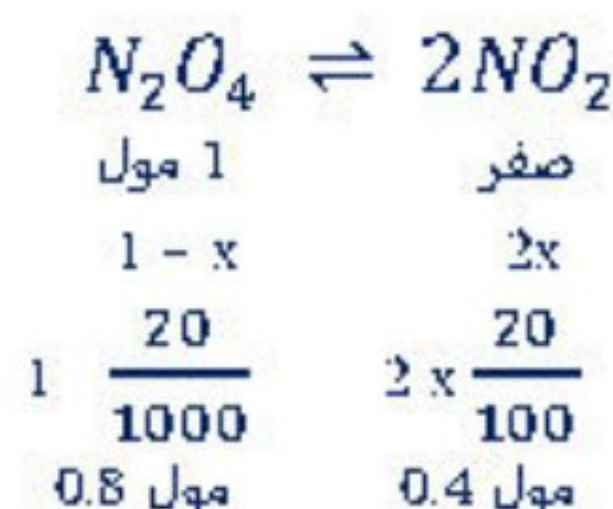 N₂O₄ ⇌ 2NO₂
1 مول صفر
1 - x 2x
1 20/1000 2 x 20/100
0.8 مول 0.4 مول